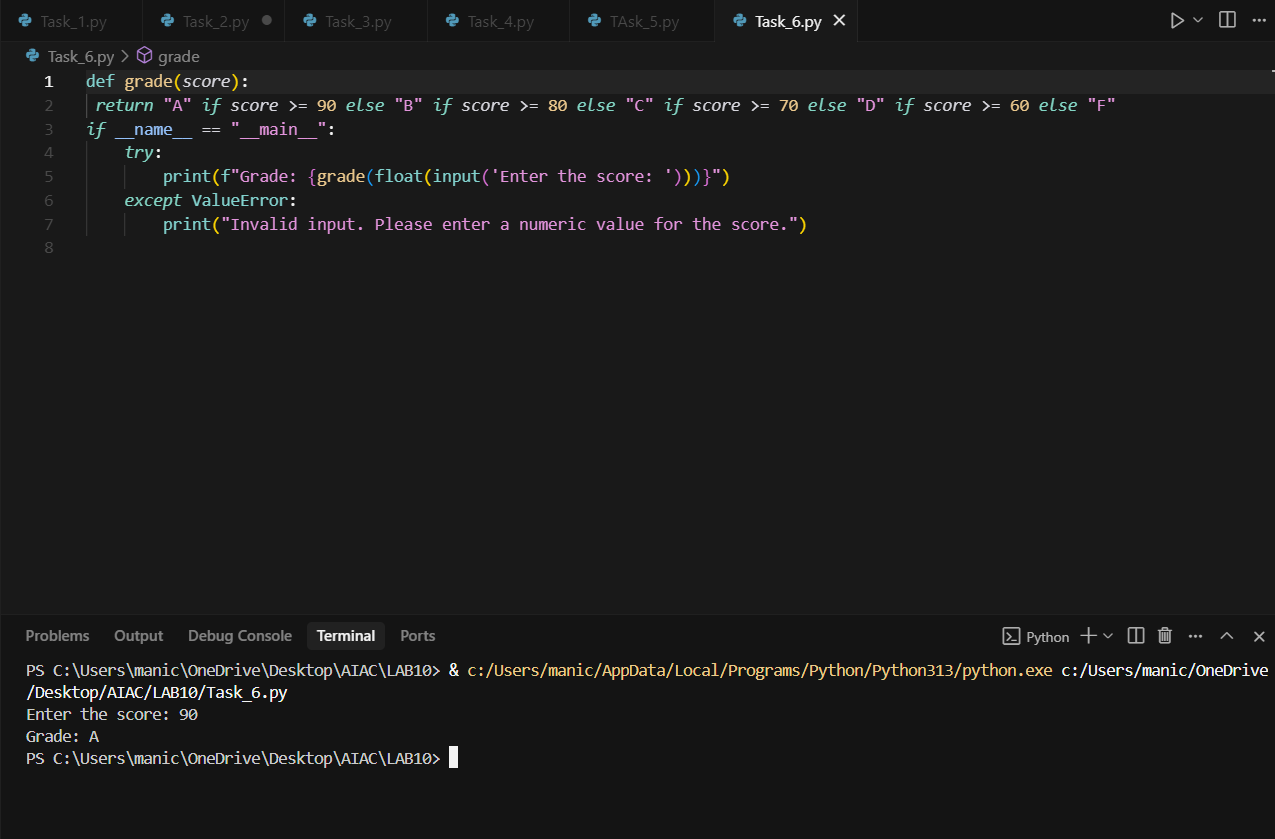 Task_1.py Task_2.py Task_3.py Task_4.py TAsk_5.py Task_6.py
Task_6.py > grade
1 def grade(score):
2 return "A" if score >= 90 else "B" if score >= 80 else "C" if score >= 70 else "D" if score >= 60 else "F"
3 if __name__ == "__main__":
4 try:
5 print(f"Grade: {grade(float(input('Enter the score: ')))}")
6 except ValueError:
7 print("Invalid input. Please enter a numeric value for the score.")
8
Problems Output Debug Console Terminal Ports Python
PS C:\Users\manic\OneDrive\Desktop\AIAC\LAB10> & c:/Users/manic/AppData/Local/Programs/Python/Python313/python.exe c:/Users/manic/OneDrive
/Desktop/AIAC/LAB10/Task_6.py
Enter the score: 90
Grade: A
PS C:\Users\manic\OneDrive\Desktop\AIAC\LAB10>